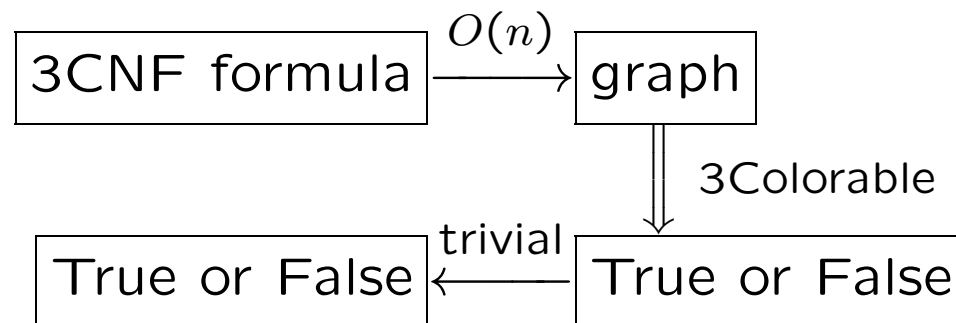 O(n)
3CNF formula
graph
3Colorable
trivial
True or False
True or False